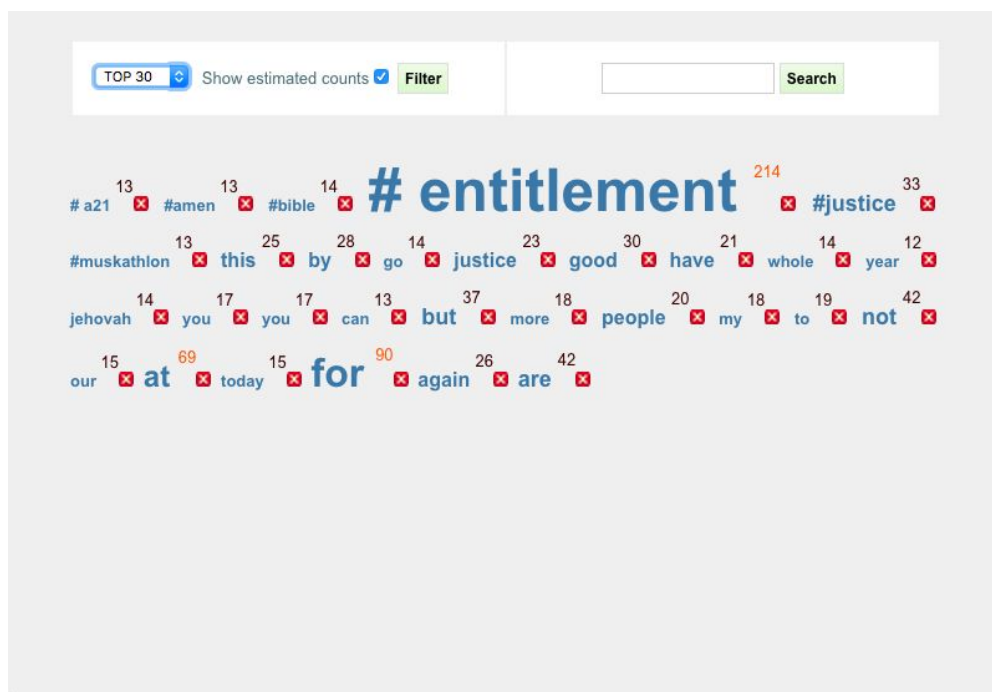 TOP 30 Show estimated counts Filter Search
# a21 13 #amen 13 #bible 14 # entitlement 214 #justice 33
#muskathlon 13 this 25 by 28 go 14 justice 23 good 30 have 21 whole 14 year 12
jehovah 14 you 17 you 17 can 13 but 37 more 18 people 20 my 18 to 19 not 42
our 15 at 69 today 15 for 90 again 26 are 42